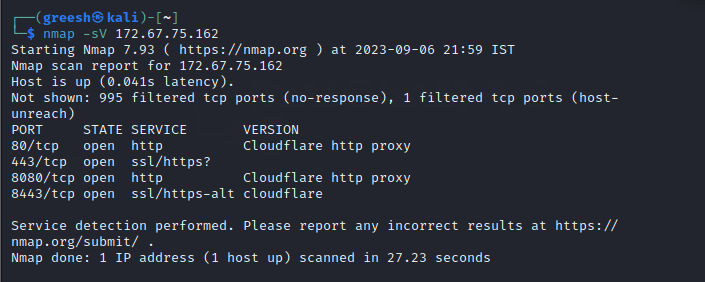 ┌──(greesh㉿kali)-[~]
└─$ nmap -sV 172.67.75.162
Starting Nmap 7.93 ( https://nmap.org ) at 2023-09-06 21:59 IST
Nmap scan report for 172.67.75.162
Host is up (0.041s latency).
Not shown: 995 filtered tcp ports (no-response), 1 filtered tcp ports (host-
unreach)
PORT     STATE SERVICE       VERSION
80/tcp   open  http          Cloudflare http proxy
443/tcp  open  ssl/https?
8080/tcp open  http          Cloudflare http proxy
8443/tcp open  ssl/https-alt cloudflare

Service detection performed. Please report any incorrect results at https://
nmap.org/submit/ .
Nmap done: 1 IP address (1 host up) scanned in 27.23 seconds